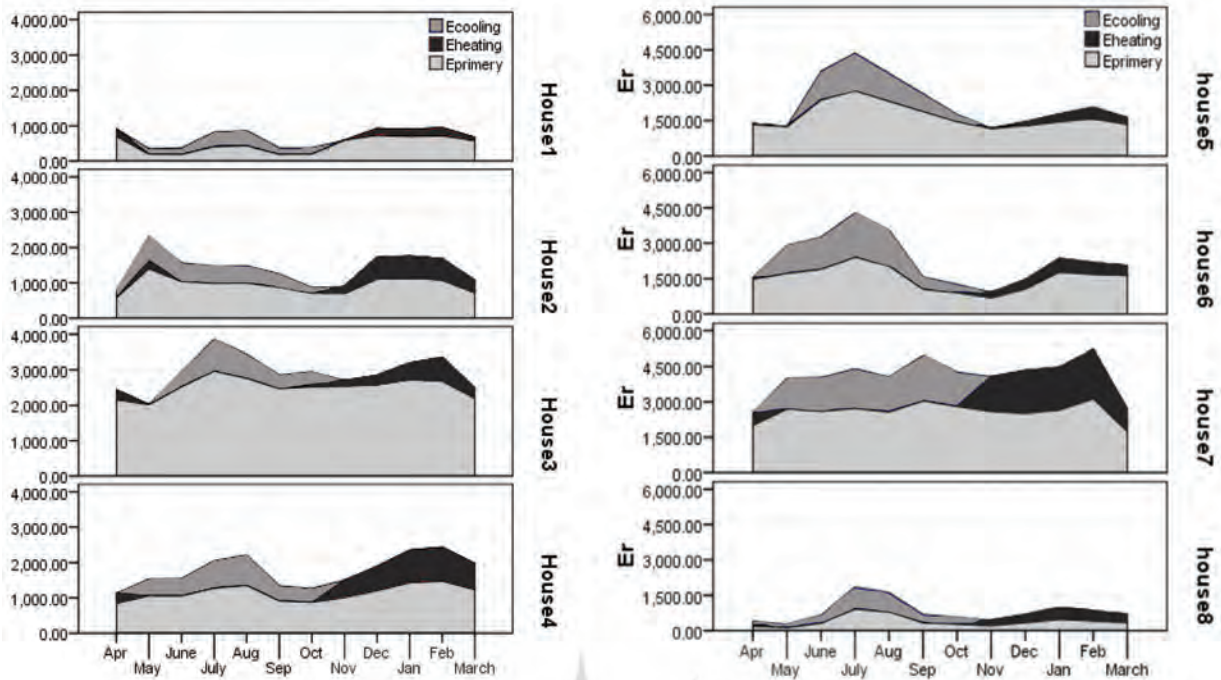 4,000.00
3,000.00
2,000.00
1,000.00
0.00
Ecooling
Eheating
Eprimery
House1
4,000.00
3,000.00
2,000.00
1,000.00
0.00
House2
4,000.00
3,000.00
2,000.00
1,000.00
0.00
House3
4,000.00
3,000.00
2,000.00
1,000.00
0.00
House4
Apr June Aug Oct Dec Feb
May July Sep Nov Jan March
Er
6,000.00
4,500.00
3,000.00
1,500.00
0.00
Ecooling
Eheating
Eprimery
house5
Er
6,000.00
4,500.00
3,000.00
1,500.00
0.00
house6
Er
6,000.00
4,500.00
3,000.00
1,500.00
0.00
house7
Er
6,000.00
4,500.00
3,000.00
1,500.00
0.00
house8
Apr June Aug Oct Dec Feb
May July Sep Nov Jan March